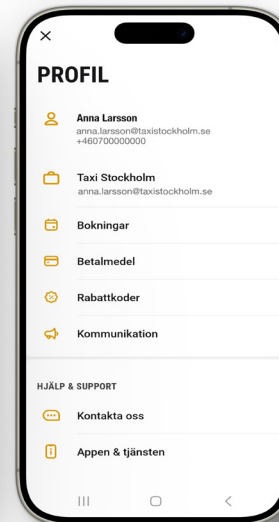 PROFIL
Anna Larsson
anna.larsson@taxistockholm.se
+460700000000
Taxi Stockholm
anna.larsson@taxistockholm.se
Bokningar
Betalmedel
Rabattkoder
Kommunikation
HJÄLP & SUPPORT
Kontakta oss
Appen & tjänsten